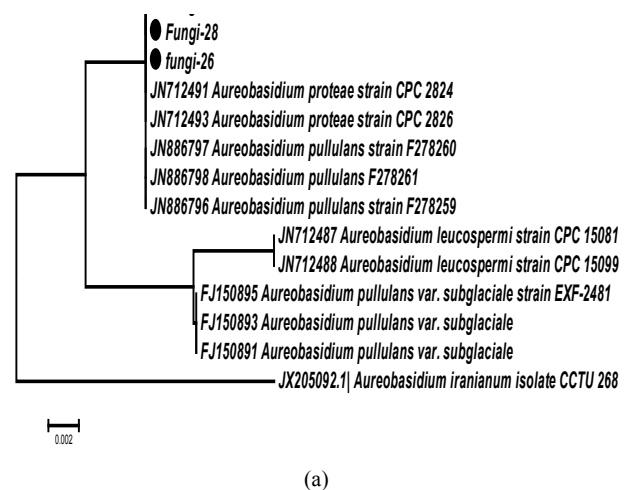 Fungi-28
fungi-26
JN712491 Aureobasidium proteae strain CPC 2824
JN712493 Aureobasidium proteae strain CPC 2826
JN886797 Aureobasidium pullulans strain F278260
JN886798 Aureobasidium pullulans F278261
JN886796 Aureobasidium pullulans strain F278259
JN712487 Aureobasidium leucospermi strain CPC 15081
JN712488 Aureobasidium leucospermi strain CPC 15099
FJ150895 Aureobasidium pullulans var. subglaciale strain EXF-2481
FJ150893 Aureobasidium pullulans var. subglaciale
FJ150891 Aureobasidium pullulans var. subglaciale
JX205092.1| Aureobasidium iranianum isolate CCTU 268
0.002
(a)